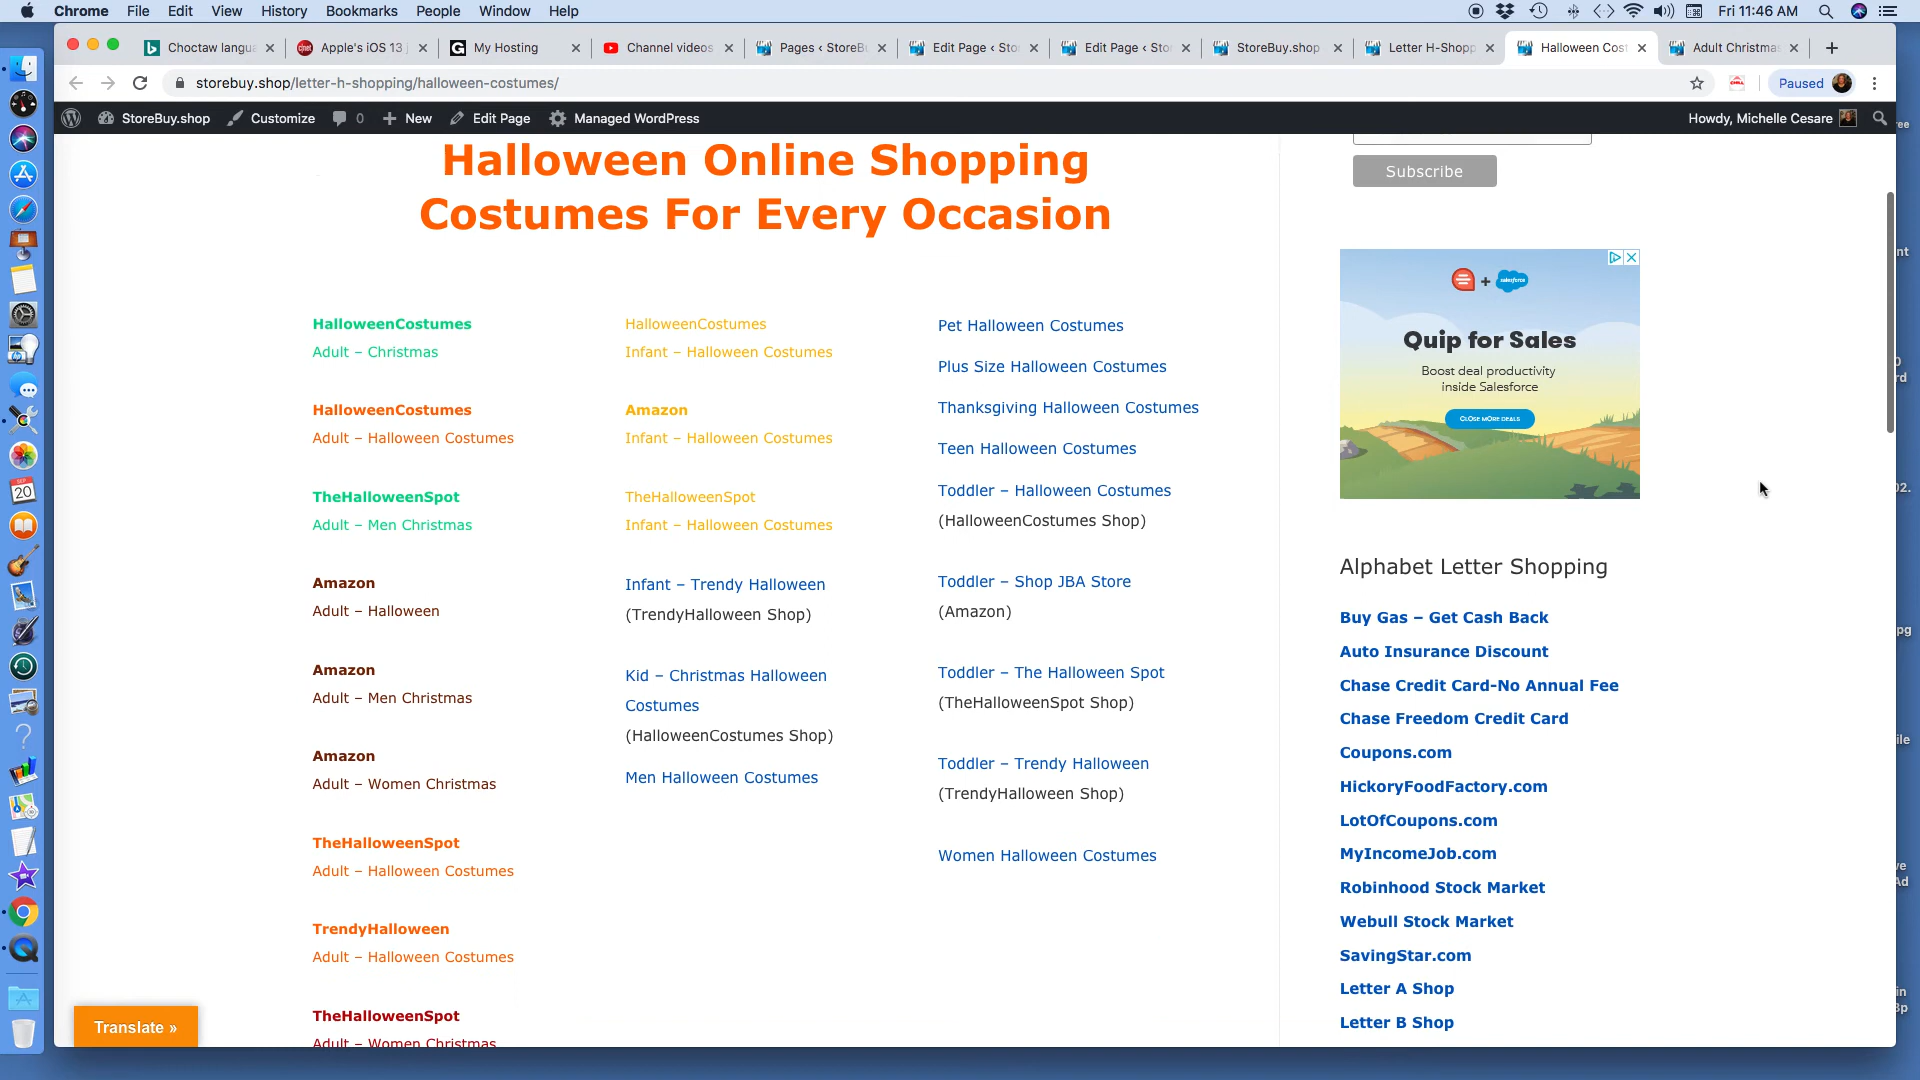 Chrome File Edit View History Bookmarks People Window Help Fri 11:46 AM
Choctaw langu
Apple's iOS 13
My Hosting
Channel videos
Pages ‹ StoreB
Edit Page ‹ Sto
Edit Page ‹ Sto
StoreBuy.shop
Letter H-Shopp
Halloween Cos
Adult Christma
storebuy.shop/letter-h-shopping/halloween-costumes/
Paused
StoreBuy.shop Customize 0 New Edit Page Managed WordPress Howdy, Michelle Cesare
Halloween Online Shopping
Costumes For Every Occasion
HalloweenCostumes
Adult – Christmas
HalloweenCostumes
Adult – Halloween Costumes
TheHalloweenSpot
Adult – Men Christmas
Amazon
Adult – Halloween
Amazon
Adult – Men Christmas
Amazon
Adult – Women Christmas
TheHalloweenSpot
Adult – Halloween Costumes
TrendyHalloween
Adult – Halloween Costumes
TheHalloweenSpot
Adult – Women Christmas
HalloweenCostumes
Infant – Halloween Costumes
Amazon
Infant – Halloween Costumes
TheHalloweenSpot
Infant – Halloween Costumes
Infant – Trendy Halloween
(TrendyHalloween Shop)
Kid – Christmas Halloween
Costumes
(HalloweenCostumes Shop)
Men Halloween Costumes
Pet Halloween Costumes
Plus Size Halloween Costumes
Thanksgiving Halloween Costumes
Teen Halloween Costumes
Toddler – Halloween Costumes
(HalloweenCostumes Shop)
Toddler – Shop JBA Store
(Amazon)
Toddler – The Halloween Spot
(TheHalloweenSpot Shop)
Toddler – Trendy Halloween
(TrendyHalloween Shop)
Women Halloween Costumes
Subscribe
+ salesforce
Quip for Sales
Boost deal productivity
inside Salesforce
CLOSE MORE DEALS
Alphabet Letter Shopping
Buy Gas – Get Cash Back
Auto Insurance Discount
Chase Credit Card-No Annual Fee
Chase Freedom Credit Card
Coupons.com
HickoryFoodFactory.com
LotOfCoupons.com
MyIncomeJob.com
Robinhood Stock Market
Webull Stock Market
SavingStar.com
Letter A Shop
Letter B Shop
Translate »
SEP
20